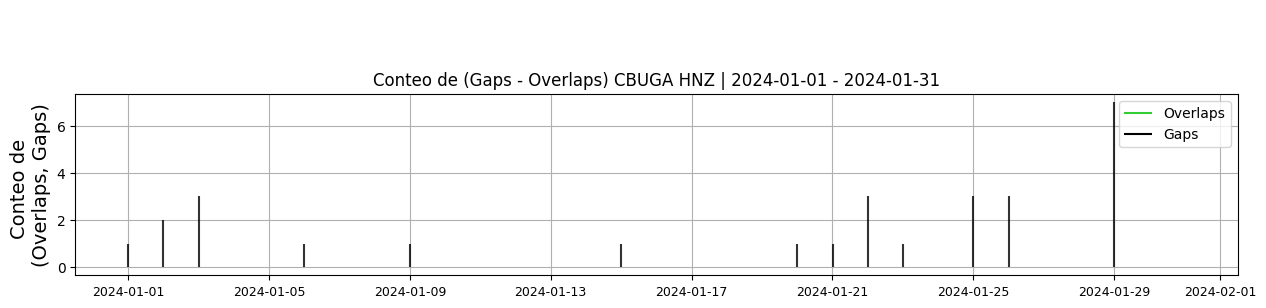 Conteo de (Gaps - Overlaps) CBUGA HNZ | 2024-01-01 - 2024-01-31
Conteo de
(Overlaps, Gaps)
6
4
2
0
Overlaps
Gaps
2024-01-01 2024-01-05 2024-01-09 2024-01-13 2024-01-17 2024-01-21 2024-01-25 2024-01-29 2024-02-01